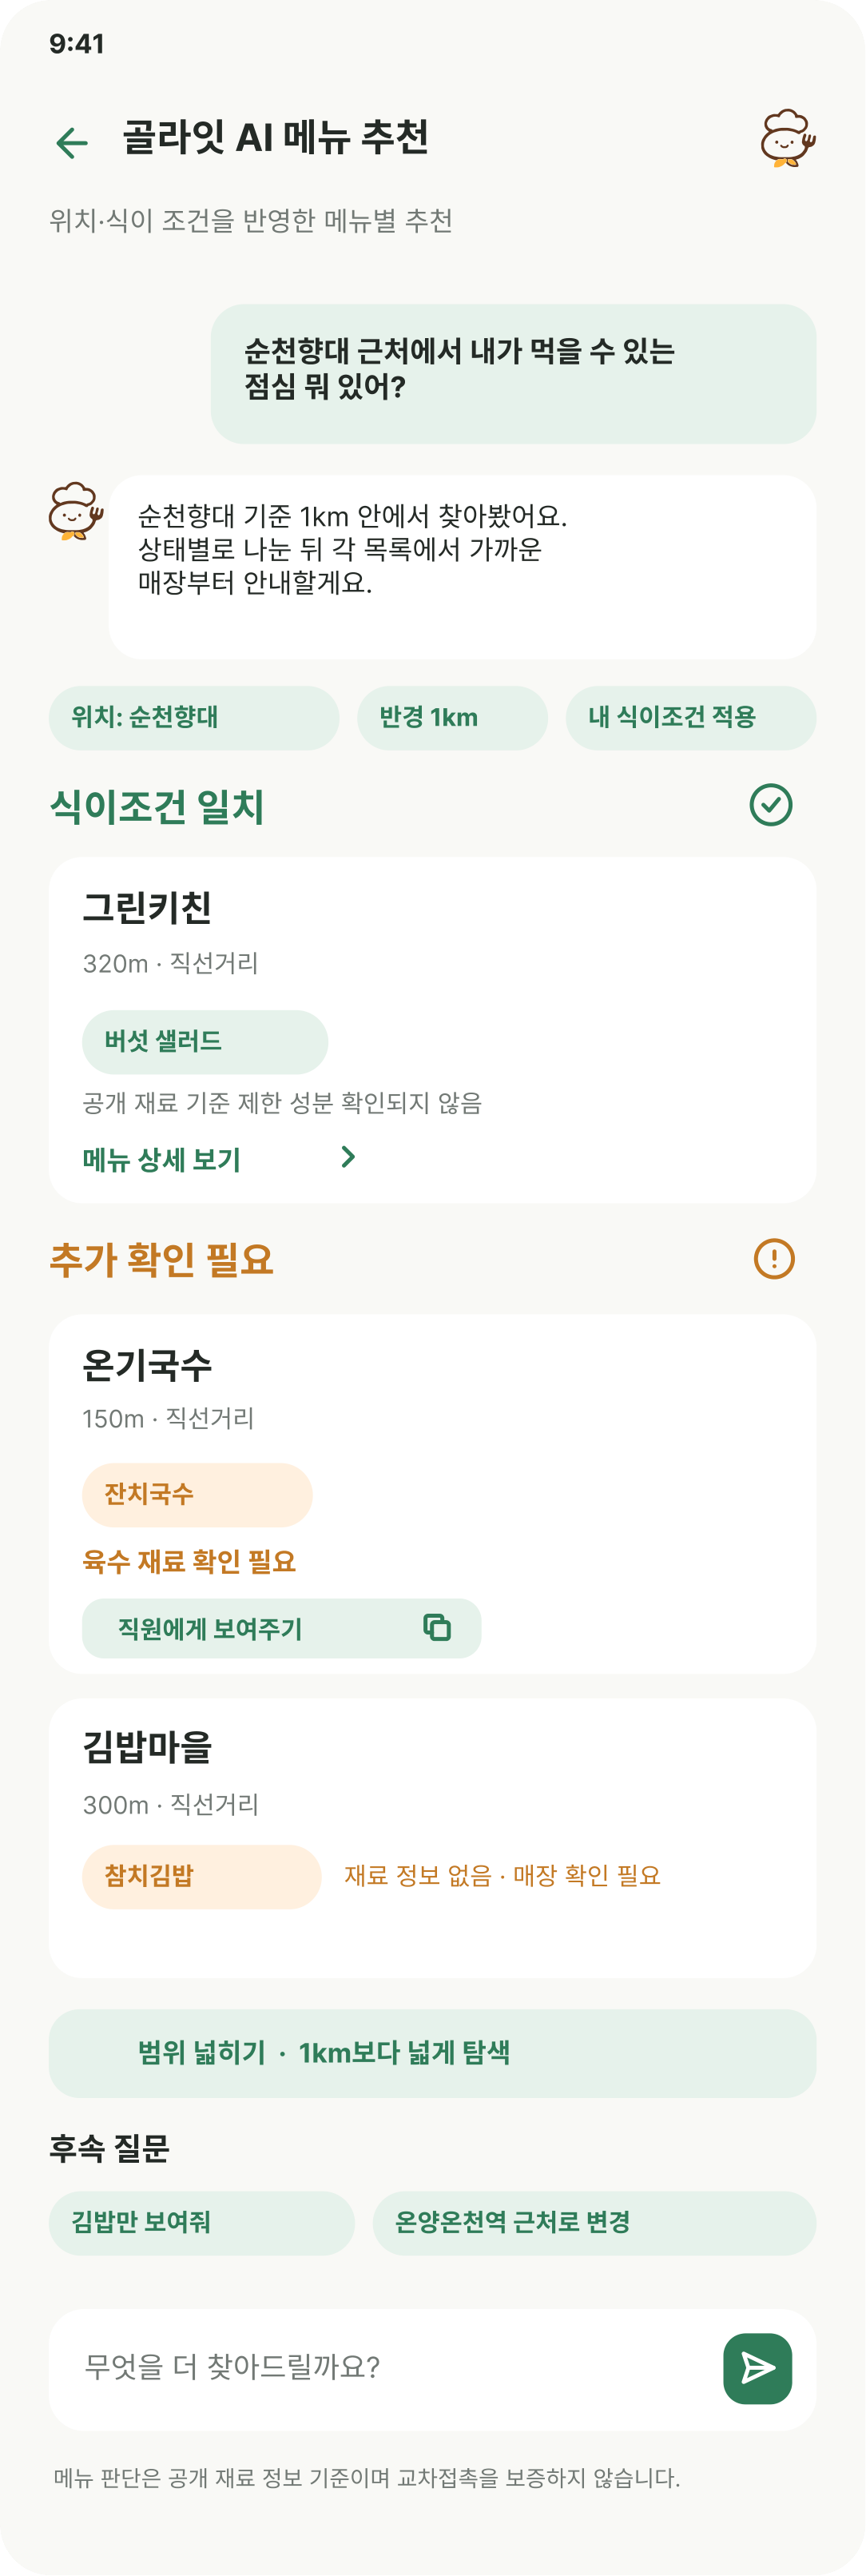 9:41
골라잇 AI 메뉴 추천
위치·식이 조건을 반영한 메뉴별 추천
순천향대 근처에서 내가 먹을 수 있는
점심 뭐 있어?
순천향대 기준 1km 안에서 찾아봤어요.
상태별로 나눈 뒤 각 목록에서 가까운
매장부터 안내할게요.
위치: 순천향대
반경 1km
내 식이조건 적용
식이조건 일치
그린키친
320m · 직선거리
버섯 샐러드
공개 재료 기준 제한 성분 확인되지 않음
메뉴 상세 보기
추가 확인 필요
온기국수
150m · 직선거리
잔치국수
육수 재료 확인 필요
직원에게 보여주기
김밥마을
300m · 직선거리
참치김밥
재료 정보 없음 · 매장 확인 필요
범위 넓히기 · 1km보다 넓게 탐색
후속 질문
김밥만 보여줘
온양온천역 근처로 변경
무엇을 더 찾아드릴까요?
메뉴 판단은 공개 재료 정보 기준이며 교차접촉을 보증하지 않습니다.